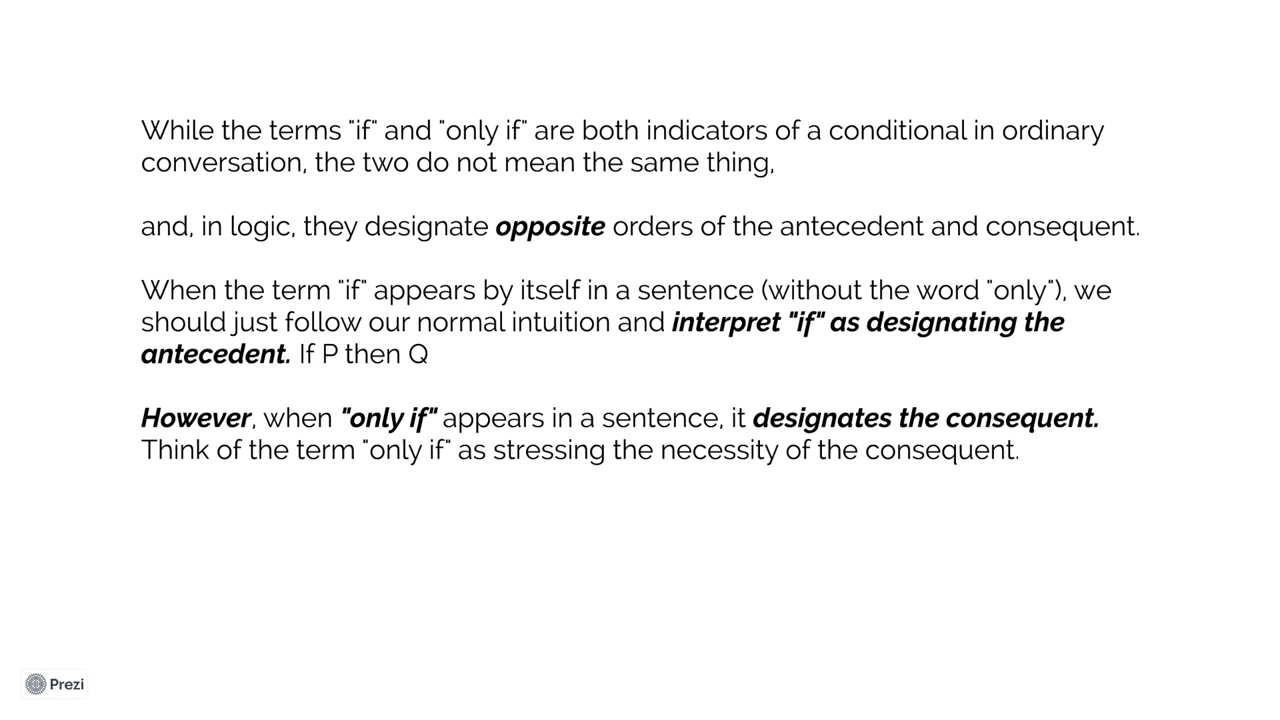 While the terms "if" and "only if" are both indicators of a conditional in ordinary
conversation, the two do not mean the same thing,
and, in logic, they designate opposite orders of the antecedent and consequent.
When the term "if" appears by itself in a sentence (without the word "only"), we
should just follow our normal intuition and interpret "if" as designating the
antecedent. If P then Q
However, when "only if" appears in a sentence, it designates the consequent.
Think of the term "only if" as stressing the necessity of the consequent.
Prezi